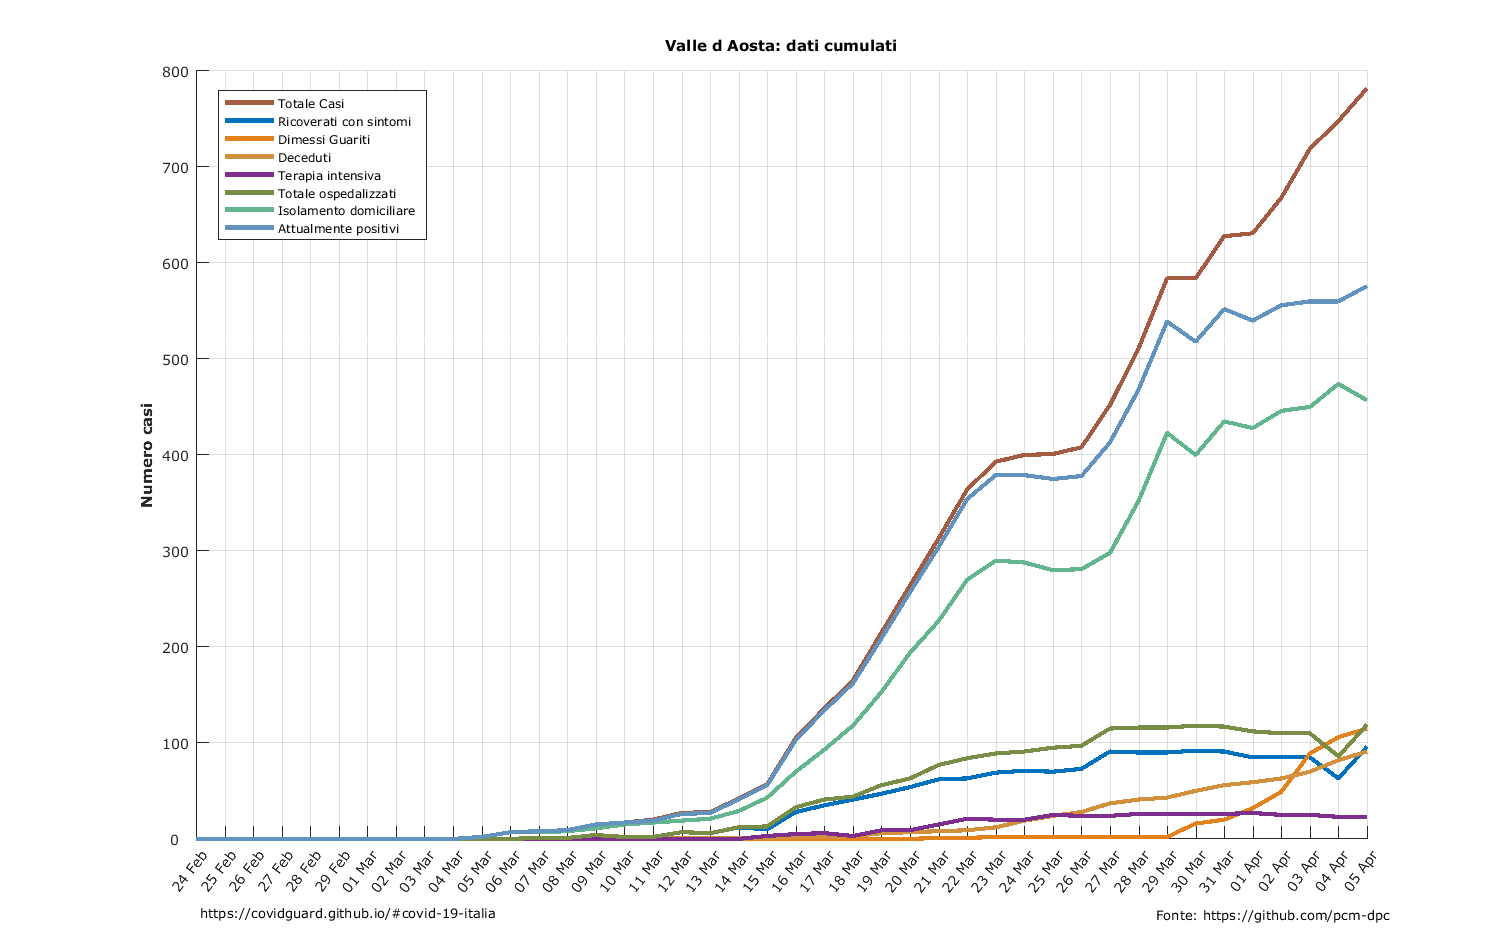 Valle d Aosta: dati cumulati
Numero casi
800
700
600
500
400
300
200
100
0
Totale Casi
Ricoverati con sintomi
Dimessi Guariti
Deceduti
Terapia intensiva
Totale ospedalizzati
Isolamento domiciliare
Attualmente positivi
24 Feb
25 Feb
26 Feb
27 Feb
28 Feb
29 Feb
01 Mar
02 Mar
03 Mar
04 Mar
05 Mar
06 Mar
07 Mar
08 Mar
09 Mar
10 Mar
11 Mar
12 Mar
13 Mar
14 Mar
15 Mar
16 Mar
17 Mar
18 Mar
19 Mar
20 Mar
21 Mar
22 Mar
23 Mar
24 Mar
25 Mar
26 Mar
27 Mar
28 Mar
29 Mar
30 Mar
31 Mar
01 Apr
02 Apr
03 Apr
04 Apr
05 Apr
https://covidguard.github.io/#covid-19-italia
Fonte: https://github.com/pcm-dpc